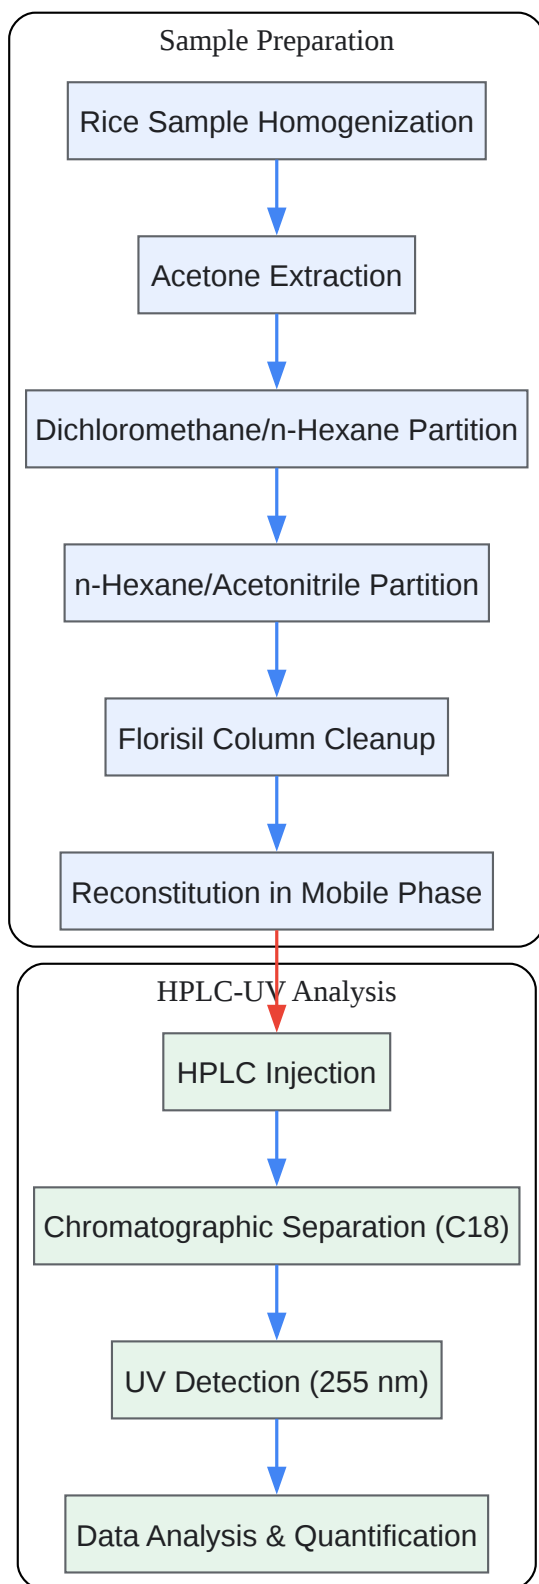 Sample Preparation
Rice Sample Homogenization
Acetone Extraction
Dichloromethane/n-Hexane Partition
n-Hexane/Acetonitrile Partition
Florisil Column Cleanup
Reconstitution in Mobile Phase
HPLC-UV Analysis
HPLC Injection
Chromatographic Separation (C18)
UV Detection (255 nm)
Data Analysis & Quantification